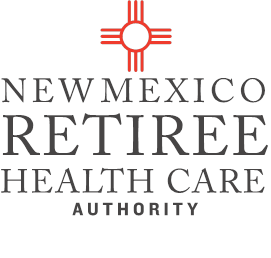 NEW MEXICO
RETIREE
HEALTH CARE
AUTHORITY